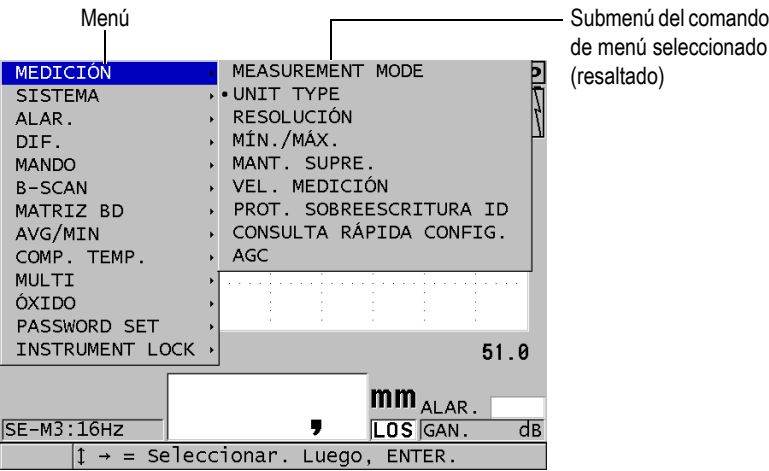 Menú
Submenú del comando
de menú seleccionado
(resaltado)
MEDICIÓN
SISTEMA
ALAR.
DIF.
MANDO
B-SCAN
MATRIZ BD
AVG/MIN
COMP. TEMP.
MULTI
ÓXIDO
PASSWORD SET
INSTRUMENT LOCK
MEASUREMENT MODE
•UNIT TYPE
RESOLUCIÓN
MÍN./MÁX.
MANT. SUPRE.
VEL. MEDICIÓN
PROT. SOBREESCRITURA ID
CONSULTA RÁPIDA CONFIG.
AGC
51.0
,
mm
ALAR.
SE-M3:16Hz
LOS GAN. dB
↕ → = Seleccionar. Luego, ENTER.